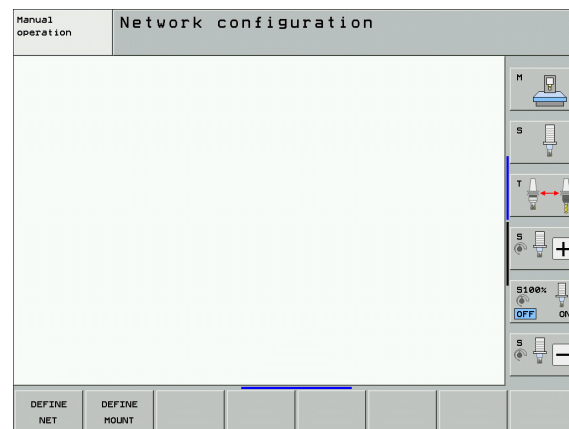 Manual
operation
Network configuration
M
S
T
S
S100%
OFF ON
S
DEFINE
NET
DEFINE
MOUNT